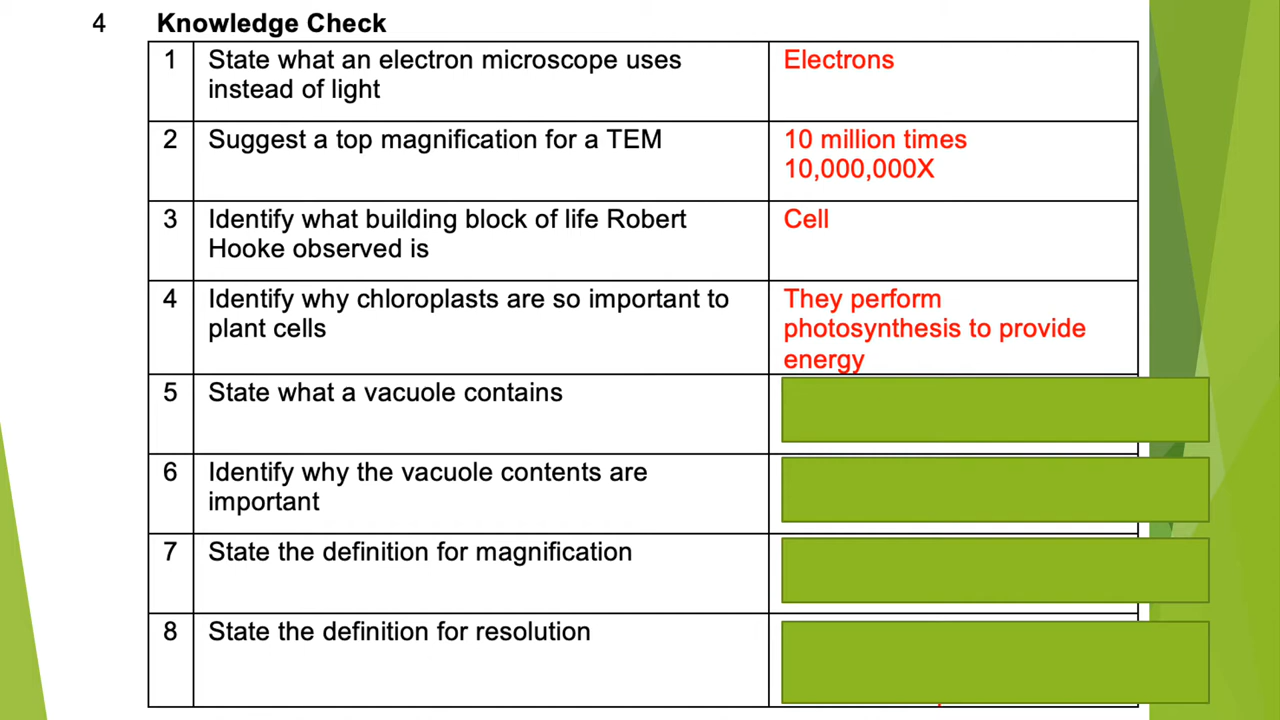 4 Knowledge Check
1 State what an electron microscope uses Electrons
instead of light
2 Suggest a top magnification for a TEM 10 million times
10,000,000X
3 Identify what building block of life Robert Cell
Hooke observed is
4 Identify why chloroplasts are so important to They perform
plant cells photosynthesis to provide
energy
5 State what a vacuole contains
6 Identify why the vacuole contents are
important
7 State the definition for magnification
8 State the definition for resolution